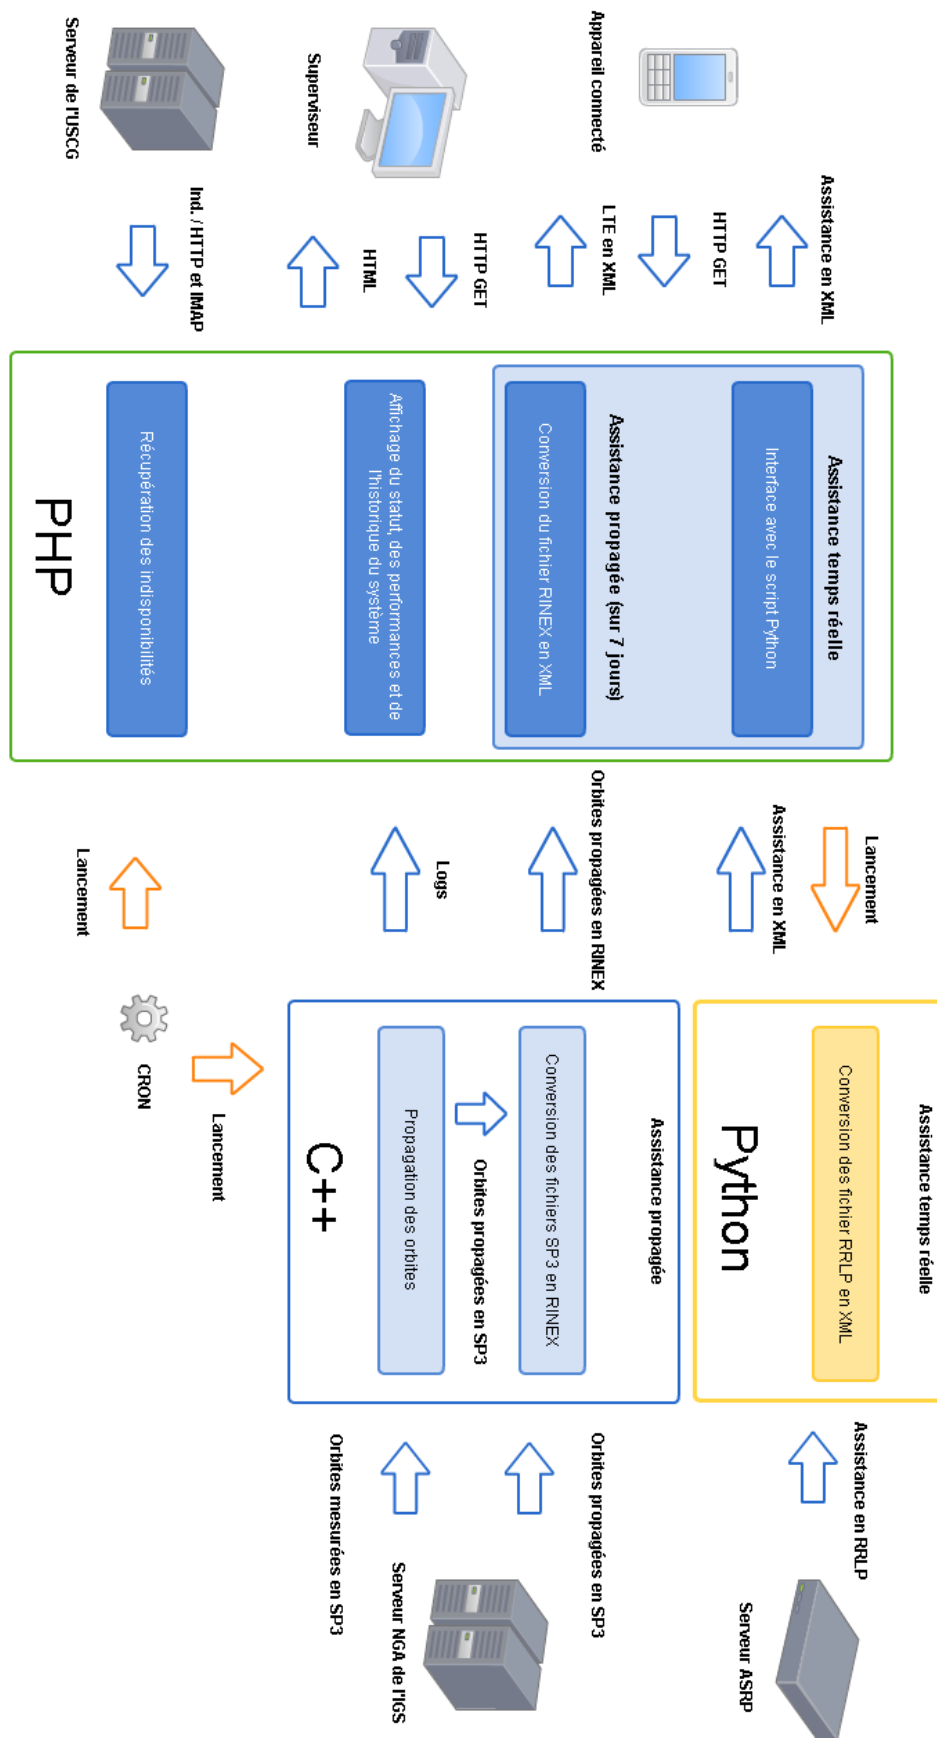 Appareil connecté
Assistance en XML
HTTP GET
LTE en XML
Superviseur
HTTP GET
HTML
Serveur de l'USCG
Ind. / HTTP et IMAP
Assistance temps réelle
Interface avec le script Python
Assistance propagée (sur 7 jours)
Conversion du fichier RINEX en XML
Affichage du statut, des performances et de
l'historique du système
Récupération des indisponibilités
PHP
Lancement
Assistance en XML
Orbites propagées en RINEX
Logs
Lancement
Assistance temps réelle
Conversion des fichier RRLP en XML
Python
Assistance propagée
Conversion des fichiers SP3 en RINEX
Orbites propagées en SP3
Propagation des orbites
C++
Lancement
CRON
Assistance en RRLP
Serveur ASRP
Orbites propagées en SP3
Serveur NGA de l'IGS
Orbites mesurées en SP3